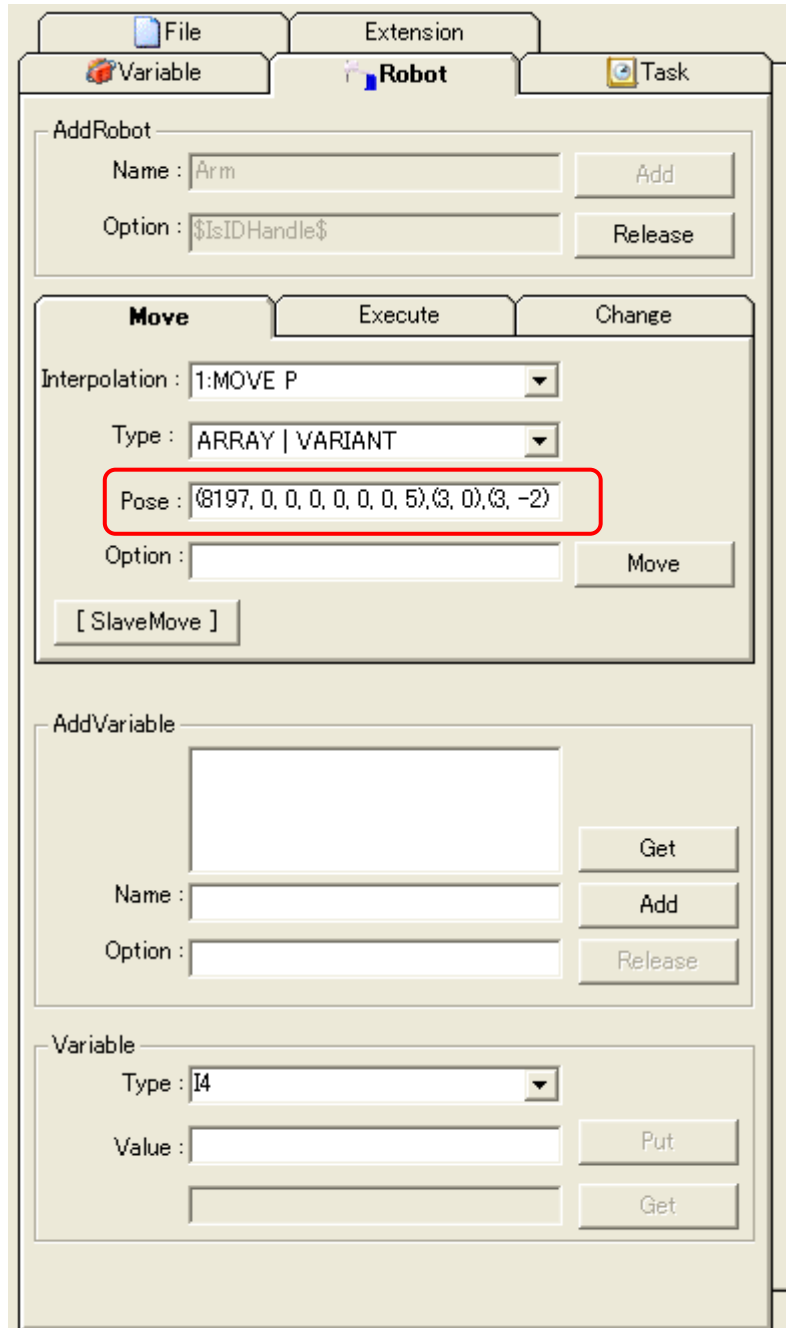 File Extension
Variable Robot Task
AddRobot
Name : Arm Add
Option : $IsIDHandle$ Release
Move Execute Change
Interpolation : 1:MOVE P
Type : ARRAY | VARIANT
Pose : (8197, 0, 0, 0, 0, 0, 0, 5),(3, 0),(3, -2)
Option : Move
[ SlaveMove ]
AddVariable
Get
Name : Add
Option : Release
Variable
Type : I4
Value : Put
Get